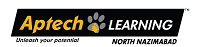 Aptech LEARNING
Unleash your potential
NORTH NAZIMABAD